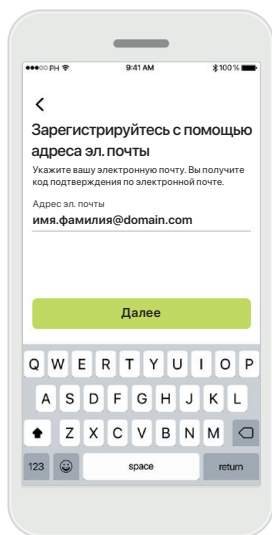 ●●●○○ PH 9:41 AM 100%
Зарегистрируйтесь с помощью
адреса эл. почты
Укажите вашу электронную почту. Вы получите
код подтверждения по электронной почте.
Адрес эл. почты
имя.фамилия@domain.com
Далее
Q W E R T Y U I O P
A S D F G H J K L
Z X C V B N M
123 space return